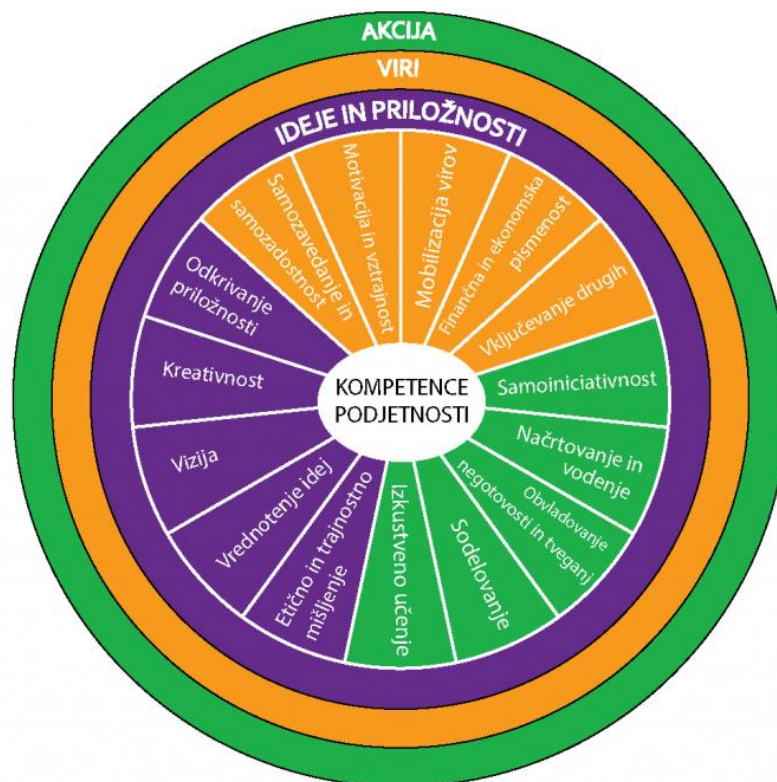 AKCIJA
VIRI
IDEJE IN PRILOŽNOSTI
Samozavedanje in
samozadostnost
Motivacija in vztrajnost
Mobilizacija virov
Finančna in ekonomska
pismenost
Vključevanje drugih
Samoiniciativnost
Načrtovanje in
vodenje
Obvladovanje
negotovosti in tveganj
Sodelovanje
Izkustveno učenje
Etično in trajnostno
mišljenje
Vrednotenje idej
Vizija
Kreativnost
Odkrivanje
priložnosti
KOMPETENCE
PODJETNOSTI